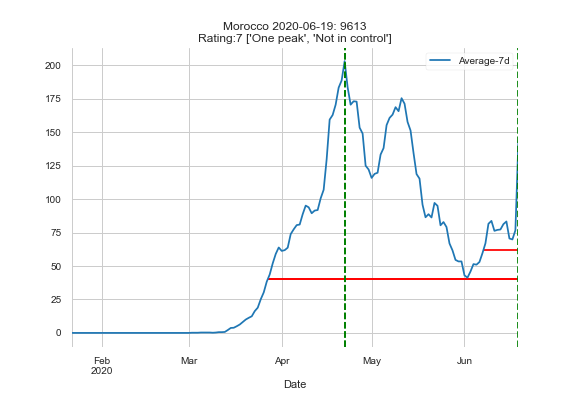 Morocco 2020-06-19: 9613
Rating:7 ['One peak', 'Not in control']
Average-7d
200
175
150
125
100
75
50
25
0
Feb
2020
Mar
Apr
May
Jun
Date